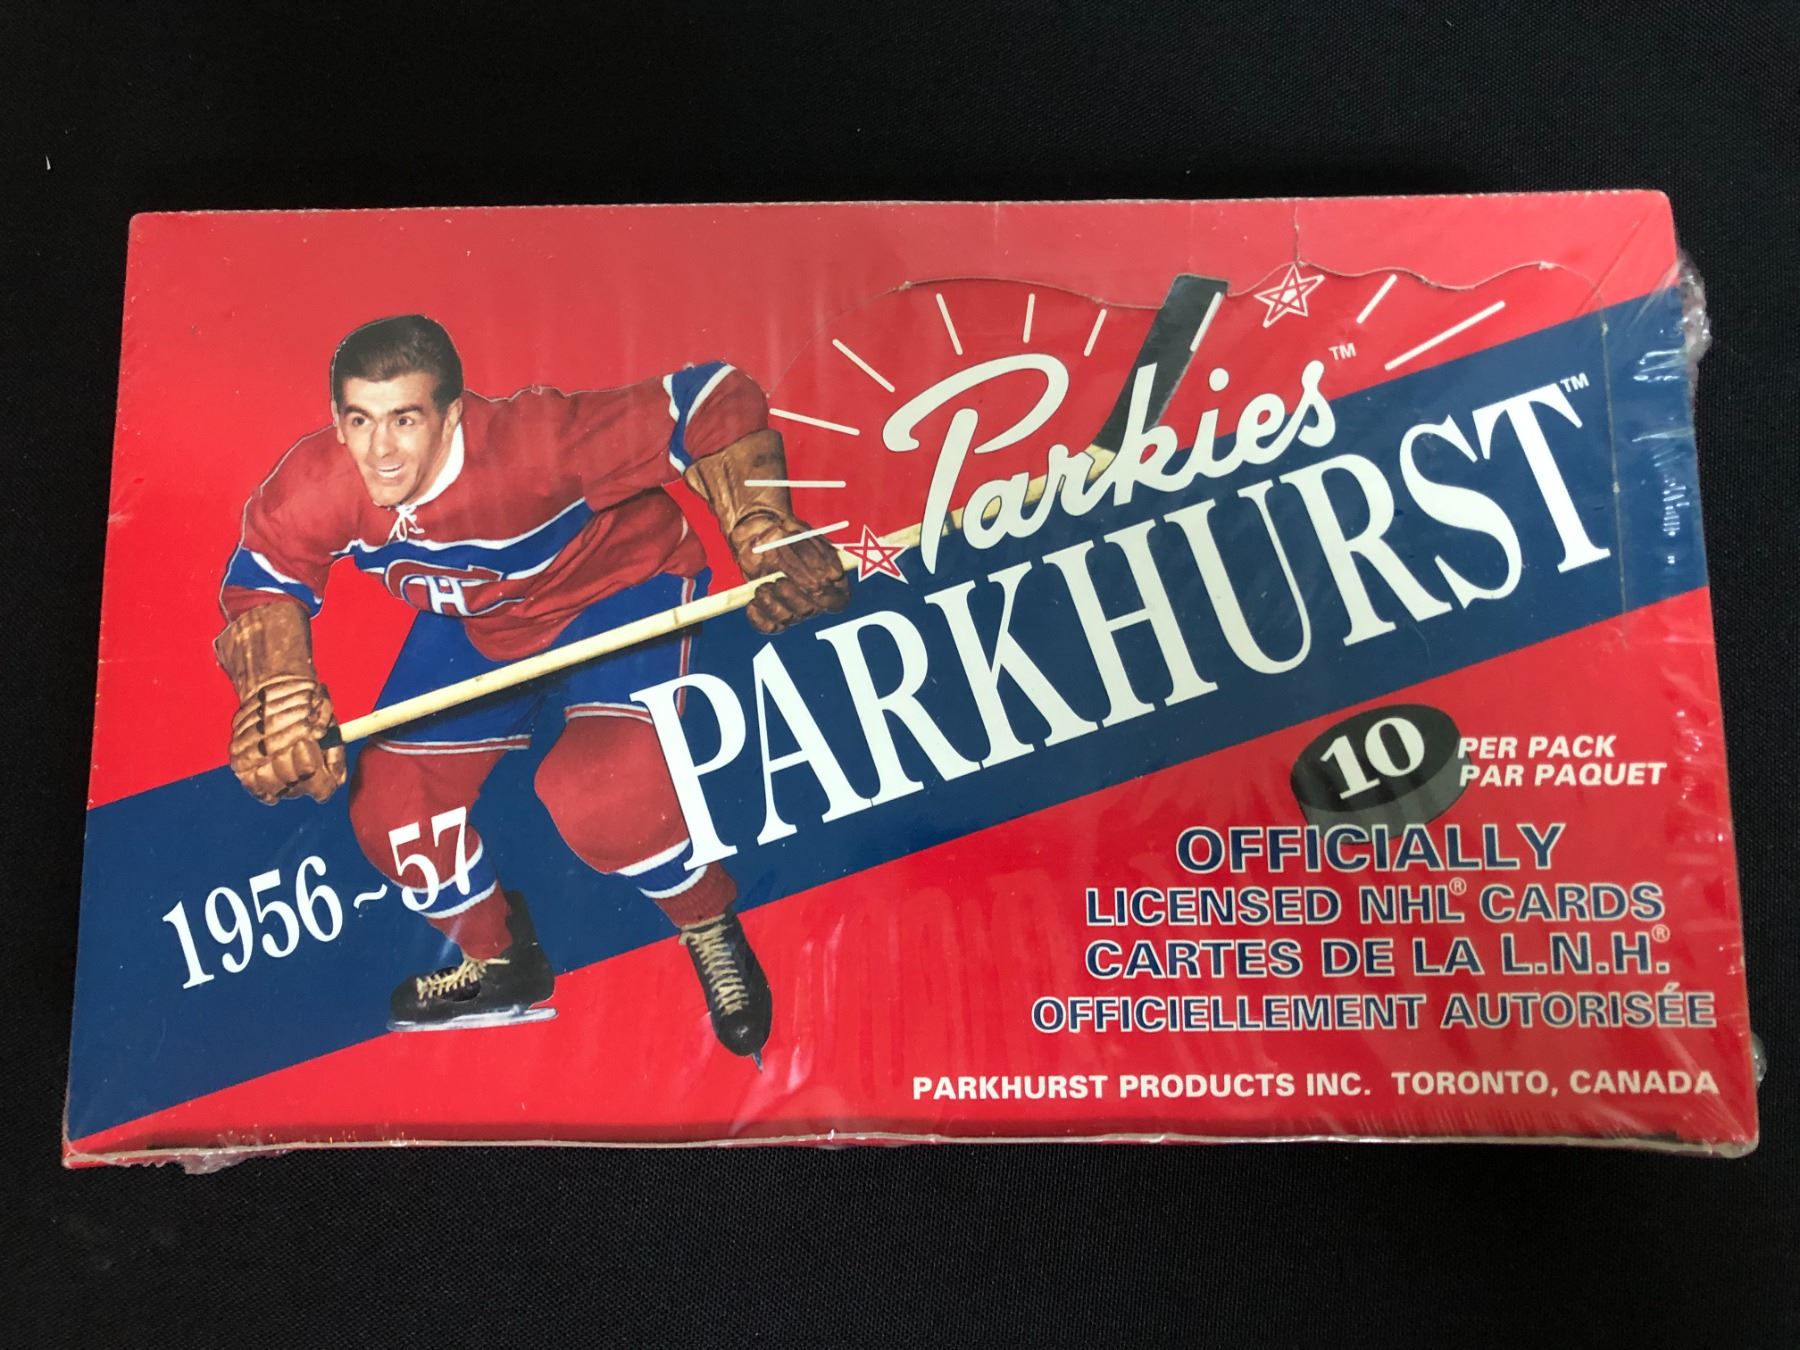 Parkies™
PARKHURST™
1956~57
10 PER PACK
PAR PAQUET
OFFICIALLY
LICENSED NHL® CARDS
CARTES DE LA L.N.H.®
OFFICIELLEMENT AUTORISÉE
PARKHURST PRODUCTS INC. TORONTO, CANADA
CH